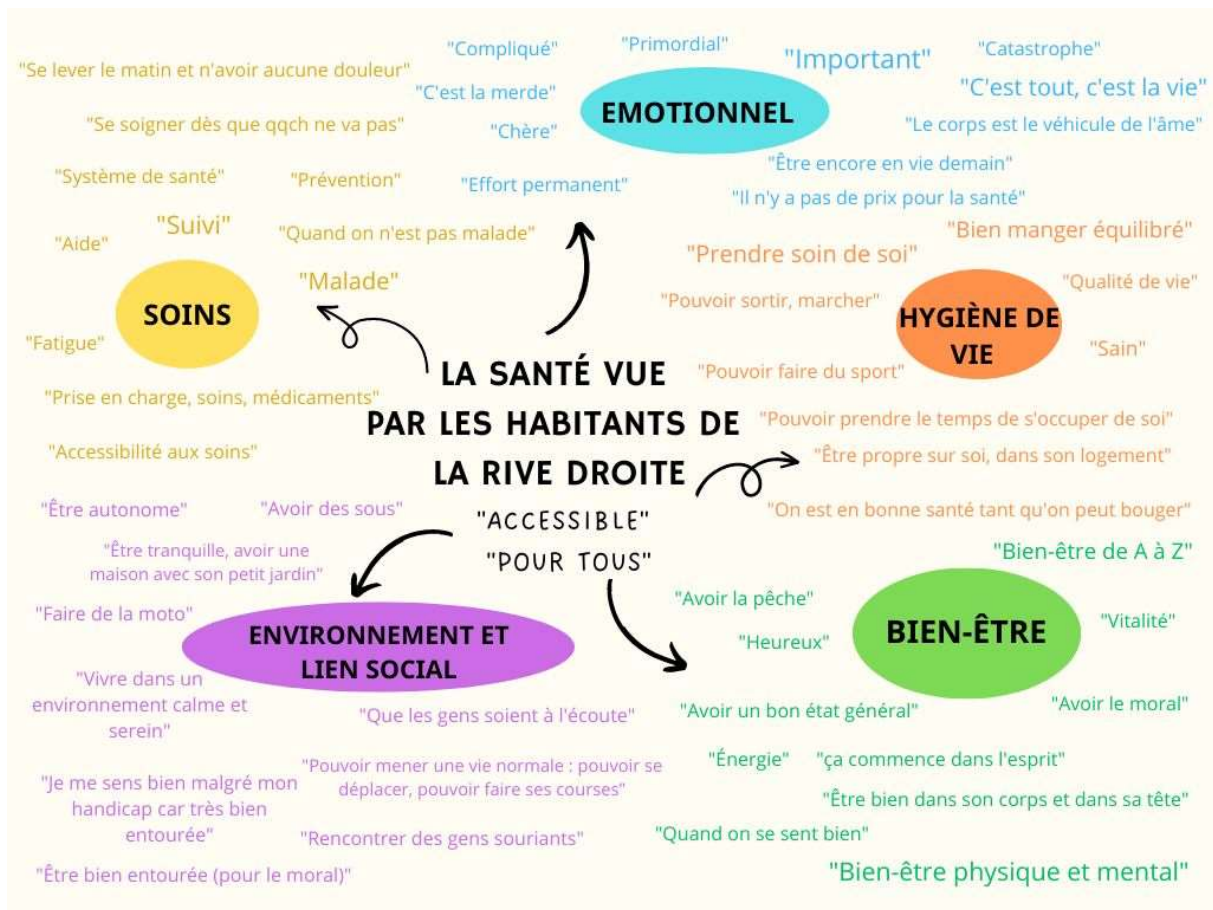 "Compliqué"
"Primordial"
"Important"
"Catastrophe"
"C'est la merde"
"C'est tout, c'est la vie"
EMOTIONNEL
"Chère"
"Le corps est le véhicule de l'âme"
"Être encore en vie demain"
"Effort permanent"
"Il n'y a pas de prix pour la santé"
"Se lever le matin et n'avoir aucune douleur"
"Se soigner dès que qqch ne va pas"
"Système de santé"
"Prévention"
"Suivi"
"Aide"
"Quand on n'est pas malade"
"Malade"
SOINS
"Fatigue"
"Prise en charge, soins, médicaments"
"Accessibilité aux soins"
"Bien manger équilibré"
"Prendre soin de soi"
"Qualité de vie"
"Pouvoir sortir, marcher"
HYGIÈNE DE
VIE
"Sain"
"Pouvoir faire du sport"
"Pouvoir prendre le temps de s'occuper de soi"
"Être propre sur soi, dans son logement"
"On est en bonne santé tant qu'on peut bouger"
LA SANTÉ VUE
PAR LES HABITANTS DE
LA RIVE DROITE
"ACCESSIBLE"
"POUR TOUS"
"Être autonome"
"Avoir des sous"
"Être tranquille, avoir une
maison avec son petit jardin"
"Faire de la moto"
ENVIRONNEMENT ET
LIEN SOCIAL
"Vivre dans un
environnement calme et
serein"
"Que les gens soient à l'écoute"
"Pouvoir mener une vie normale : pouvoir se
déplacer, pouvoir faire ses courses"
"Je me sens bien malgré mon
handicap car très bien
entourée"
"Rencontrer des gens souriants"
"Être bien entourée (pour le moral)"
"Bien-être de A à Z"
"Avoir la pêche"
"Vitalité"
BIEN-ÊTRE
"Heureux"
"Avoir le moral"
"Avoir un bon état général"
"Énergie"
"ça commence dans l'esprit"
"Être bien dans son corps et dans sa tête"
"Quand on se sent bien"
"Bien-être physique et mental"